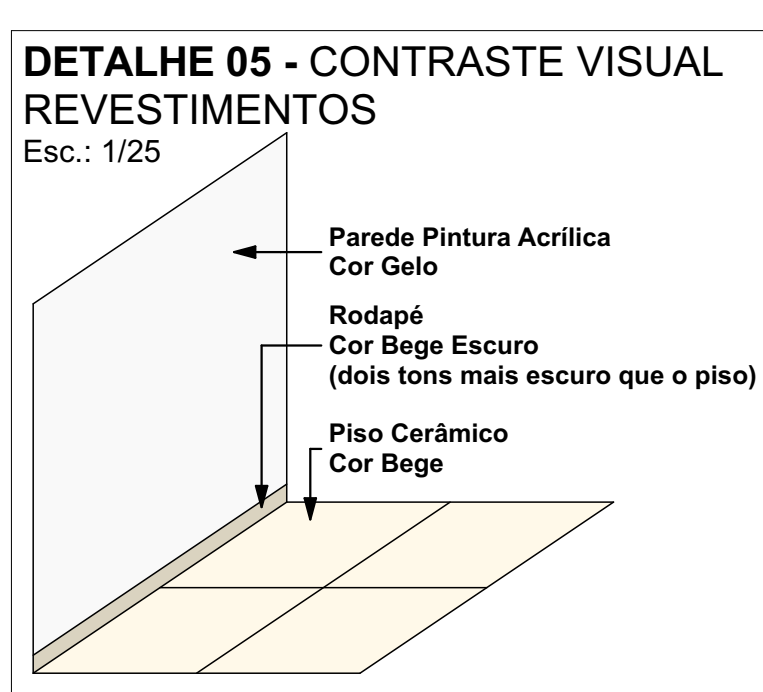 DETALHE 05 - CONTRASTE VISUAL
REVESTIMENTOS
Esc.: 1/25
Parede Pintura Acrílica
Cor Gelo
Rodapé
Cor Bege Escuro
(dois tons mais escuro que o piso)
Piso Cerâmico
Cor Bege